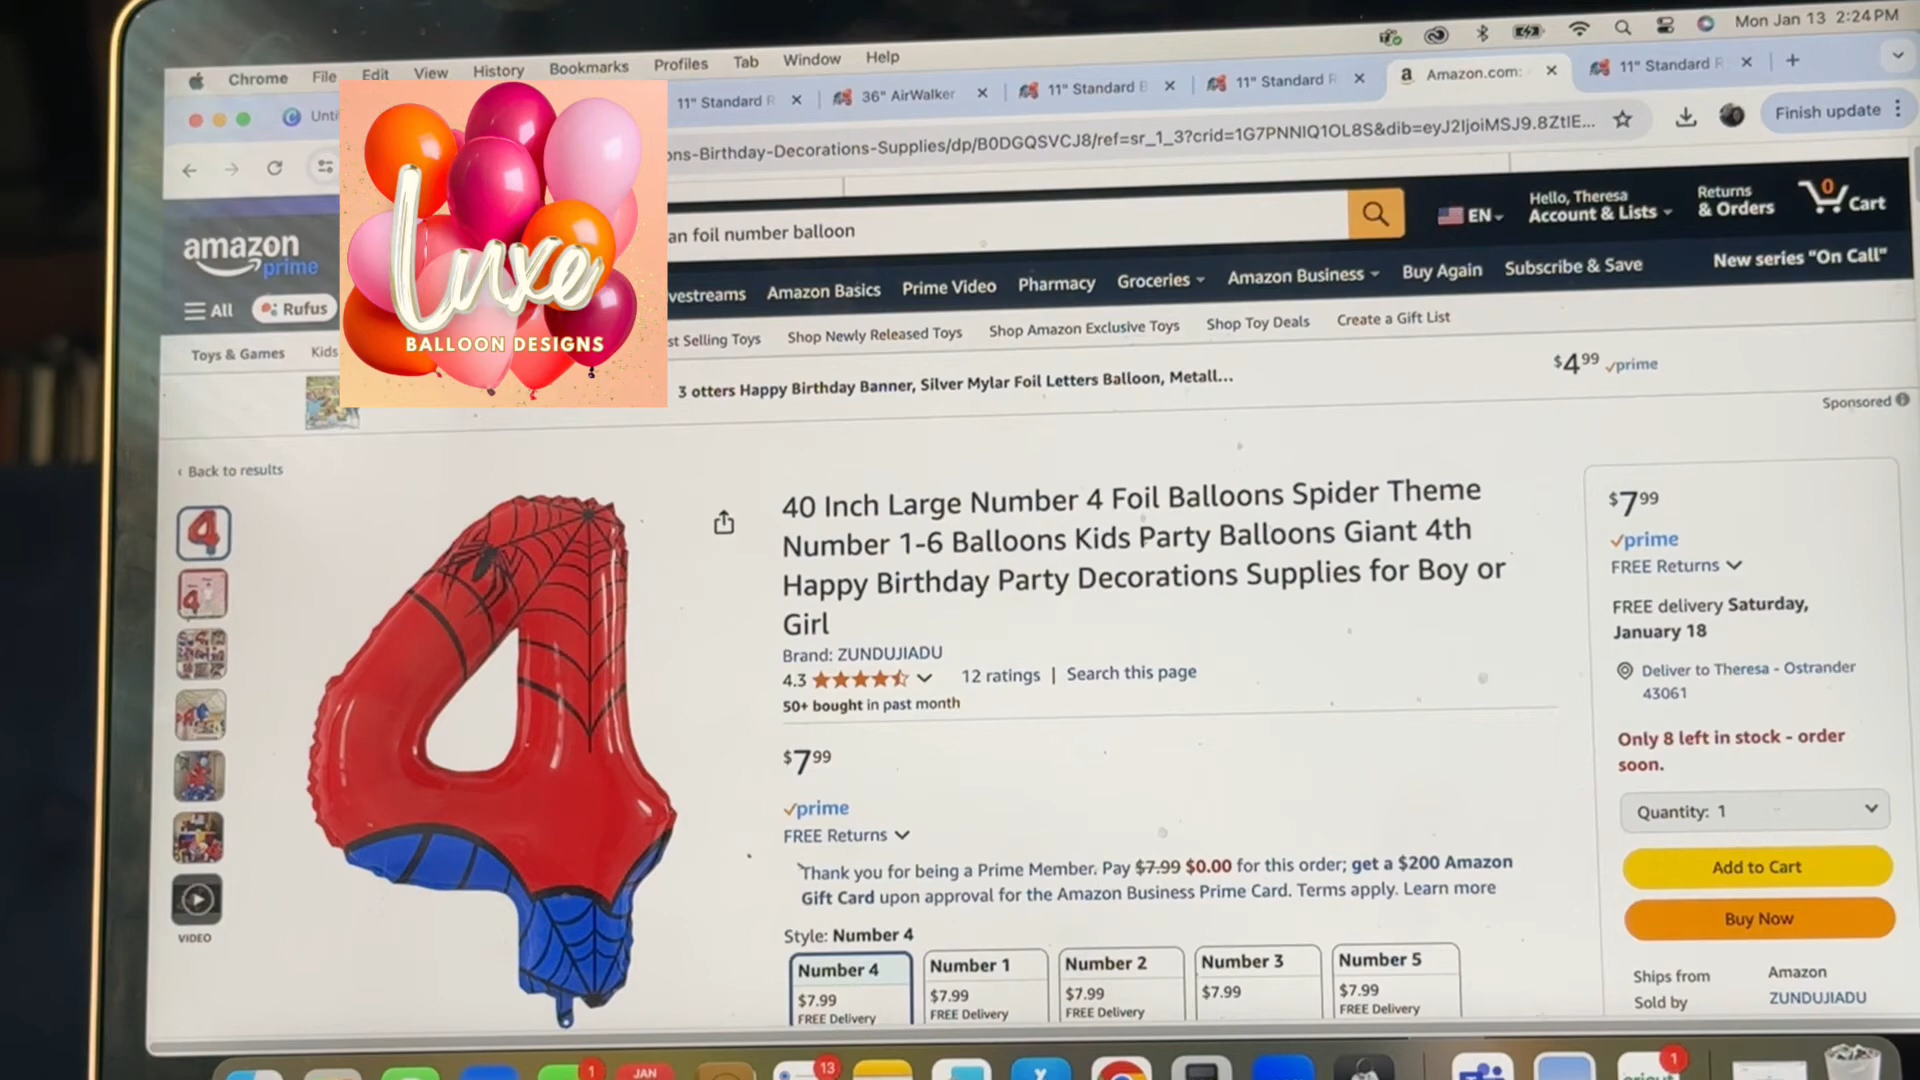 Chrome File Edit View History Bookmarks Profiles Tab Window Help
Mon Jan 13 2:24 PM
Unti
11" Standard R
36" AirWalker
11" Standard B
11" Standard R
a Amazon.com:
11" Standard R
ons-Birthday-Decorations-Supplies/dp/B0DGQSVCJ8/ref=sr_1_3?crid=1G7PNNIQ1OL8S&dib=eyJ2IjoiMSJ9.8ZtIE...
Finish update
amazon
prime
an foil number balloon
EN
Hello, Theresa
Account & Lists
Returns
& Orders
0
Cart
All
Rufus
vestreams Amazon Basics Prime Video Pharmacy Groceries Amazon Business Buy Again Subscribe & Save
New series "On Call"
Toys & Games Kids
st Selling Toys Shop Newly Released Toys Shop Amazon Exclusive Toys Shop Toy Deals Create a Gift List
Luxe
BALLOON DESIGNS
3 otters Happy Birthday Banner, Silver Mylar Foil Letters Balloon, Metall...
$4.99 prime
Sponsored
‹ Back to results
40 Inch Large Number 4 Foil Balloons Spider Theme
Number 1-6 Balloons Kids Party Balloons Giant 4th
Happy Birthday Party Decorations Supplies for Boy or
Girl
Brand: ZUNDUJIADU
4.3
12 ratings | Search this page
50+ bought in past month
$7.99
prime
FREE Returns
Thank you for being a Prime Member. Pay $7.99 $0.00 for this order; get a $200 Amazon
Gift Card upon approval for the Amazon Business Prime Card. Terms apply. Learn more
Style: Number 4
Number 4
$7.99
FREE Delivery
Number 1
$7.99
FREE Delivery
Number 2
$7.99
FREE Delivery
Number 3
$7.99
Number 5
$7.99
FREE Delivery
VIDEO
$7.99
prime
FREE Returns
FREE delivery Saturday,
January 18
Deliver to Theresa - Ostrander
43061
Only 8 left in stock - order
soon.
Quantity: 1
Add to Cart
Buy Now
Ships from Amazon
Sold by ZUNDUJIADU
1
JAN
13
1